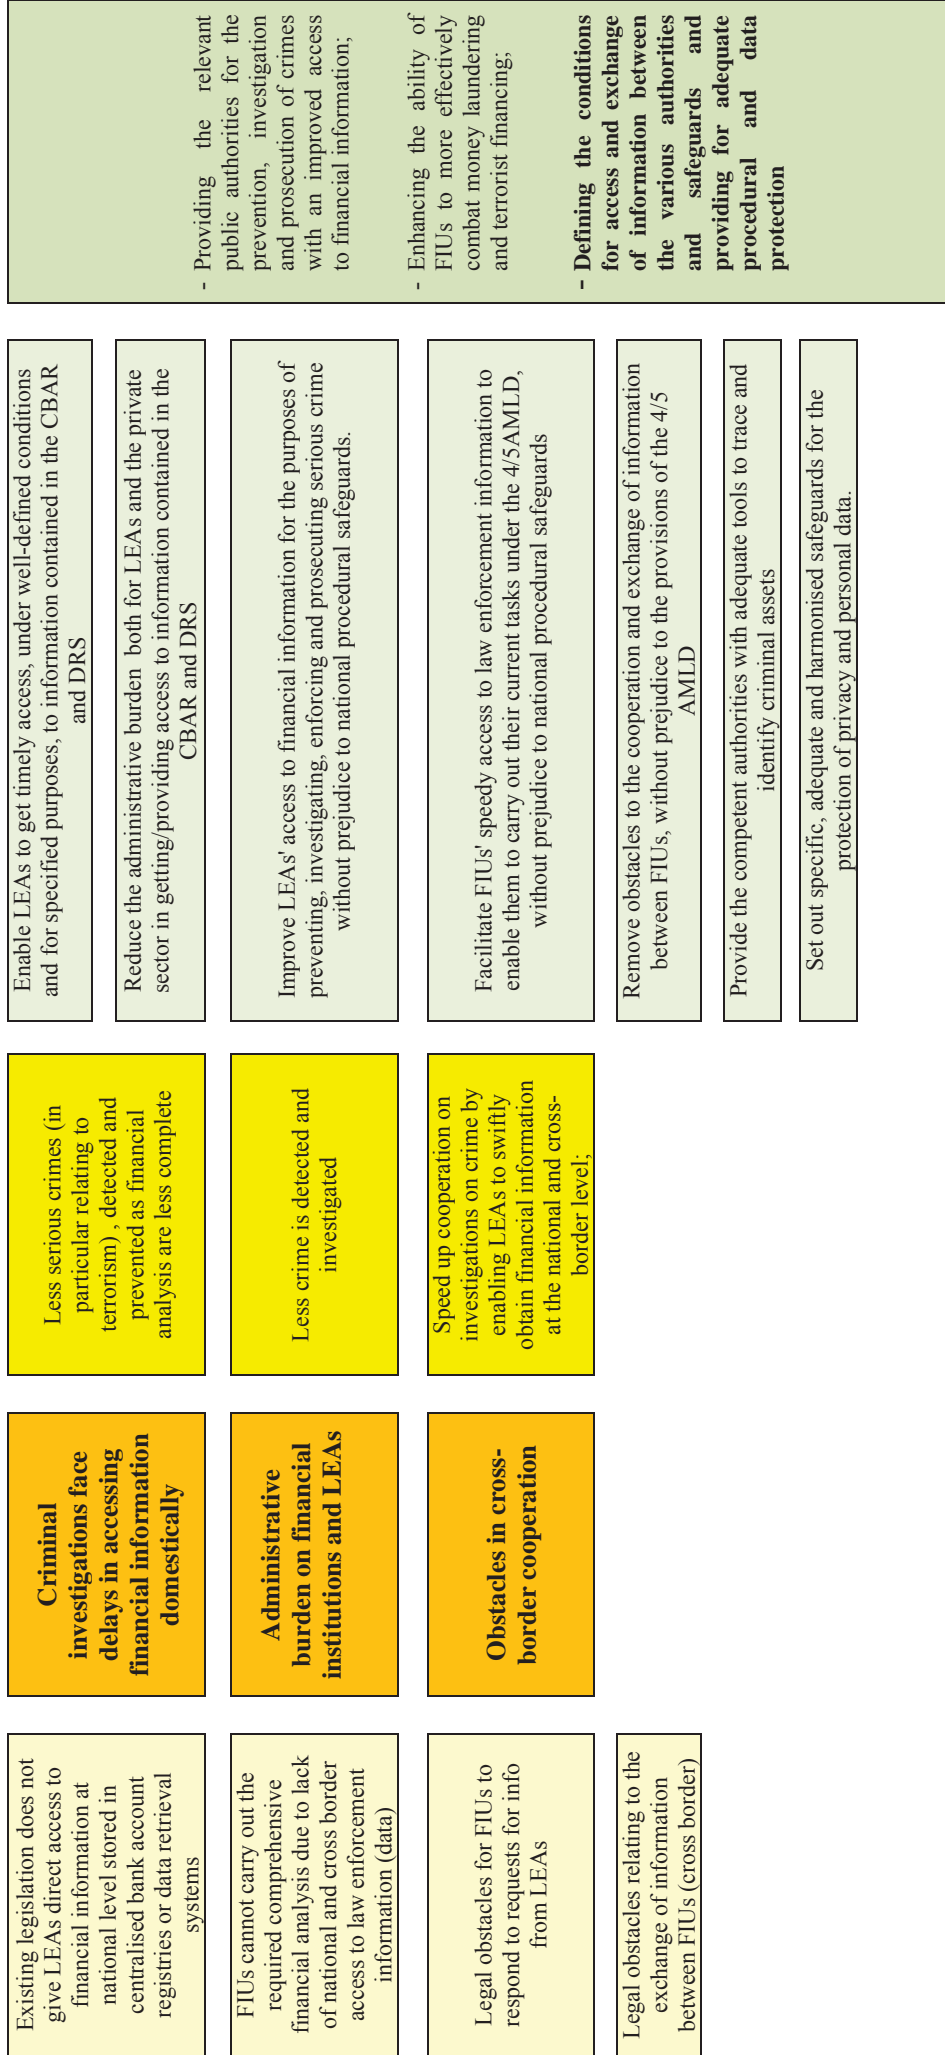 Existing legislation does not
give LEAs direct access to
financial information at
national level stored in
centralised bank account
registries or data retrieval
systems
FIUs cannot carry out the
required comprehensive
financial analysis due to lack
of national and cross border
access to law enforcement
information (data)
Legal obstacles for FIUs to
respond to requests for info
from LEAs
Legal obstacles relating to the
exchange of information
between FIUs (cross border)
Criminal
investigations face
delays in accessing
financial information
domestically
Administrative
burden on financial
institutions and LEAs
Obstacles in cross-
border cooperation
Less serious crimes (in
particular relating to
terrorism) , detected and
prevented as financial
analysis are less complete
Less crime is detected and
investigated
Speed up cooperation on
investigations on crime by
enabling LEAs to swiftly
obtain financial information
at the national and cross-
border level;
Enable LEAs to get timely access, under well-defined conditions
and for specified purposes, to information contained in the CBAR
and DRS
Reduce the administrative burden both for LEAs and the private
sector in getting/providing access to information contained in the
CBAR and DRS
Improve LEAs' access to financial information for the purposes of
preventing, investigating, enforcing and prosecuting serious crime
without prejudice to national procedural safeguards.
Facilitate FIUs' speedy access to law enforcement information to
enable them to carry out their current tasks under the 4/5AMLD,
without prejudice to national procedural safeguards
Remove obstacles to the cooperation and exchange of information
between FIUs, without prejudice to the provisions of the 4/5
AMLD
Provide the competent authorities with adequate tools to trace and
identify criminal assets
Set out specific, adequate and harmonised safeguards for the
protection of privacy and personal data.
- Providing the relevant
public authorities for the
prevention, investigation
and prosecution of crimes
with an improved access
to financial information;
- Enhancing the ability of
FIUs to more effectively
combat money laundering
and terrorist financing;
- Defining the conditions
for access and exchange
of information between
the various authorities
and safeguards and
providing for adequate
procedural and data
protection